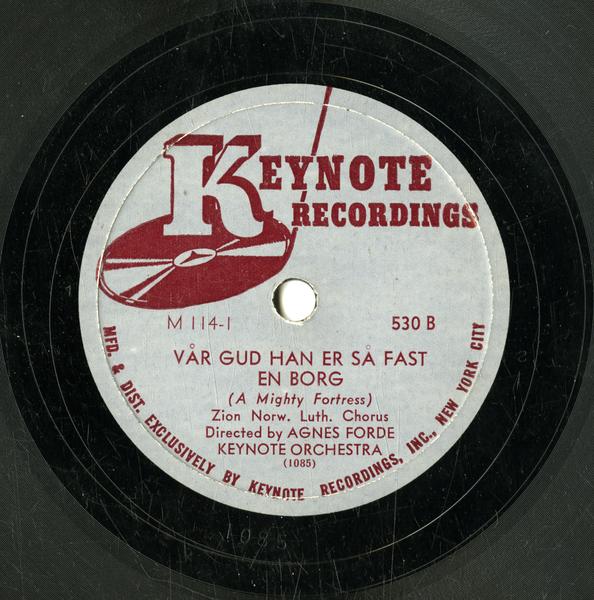 KEYNOTE
RECORDINGS
M 114-1
530 B
VÅR GUD HAN ER SÅ FAST
EN BORG
(A Mighty Fortress)
Zion Norw. Luth. Chorus
Directed by AGNES FORDE
KEYNOTE ORCHESTRA
(1085)
MFD. & DIST. EXCLUSIVELY BY KEYNOTE RECORDINGS, INC., NEW YORK CITY
1085